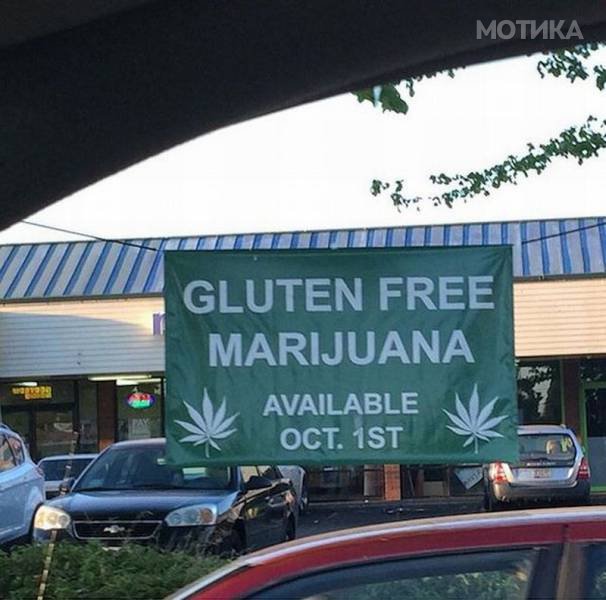 МОТИКА
GLUTEN FREE
MARIJUANA
AVAILABLE
OCT. 1ST